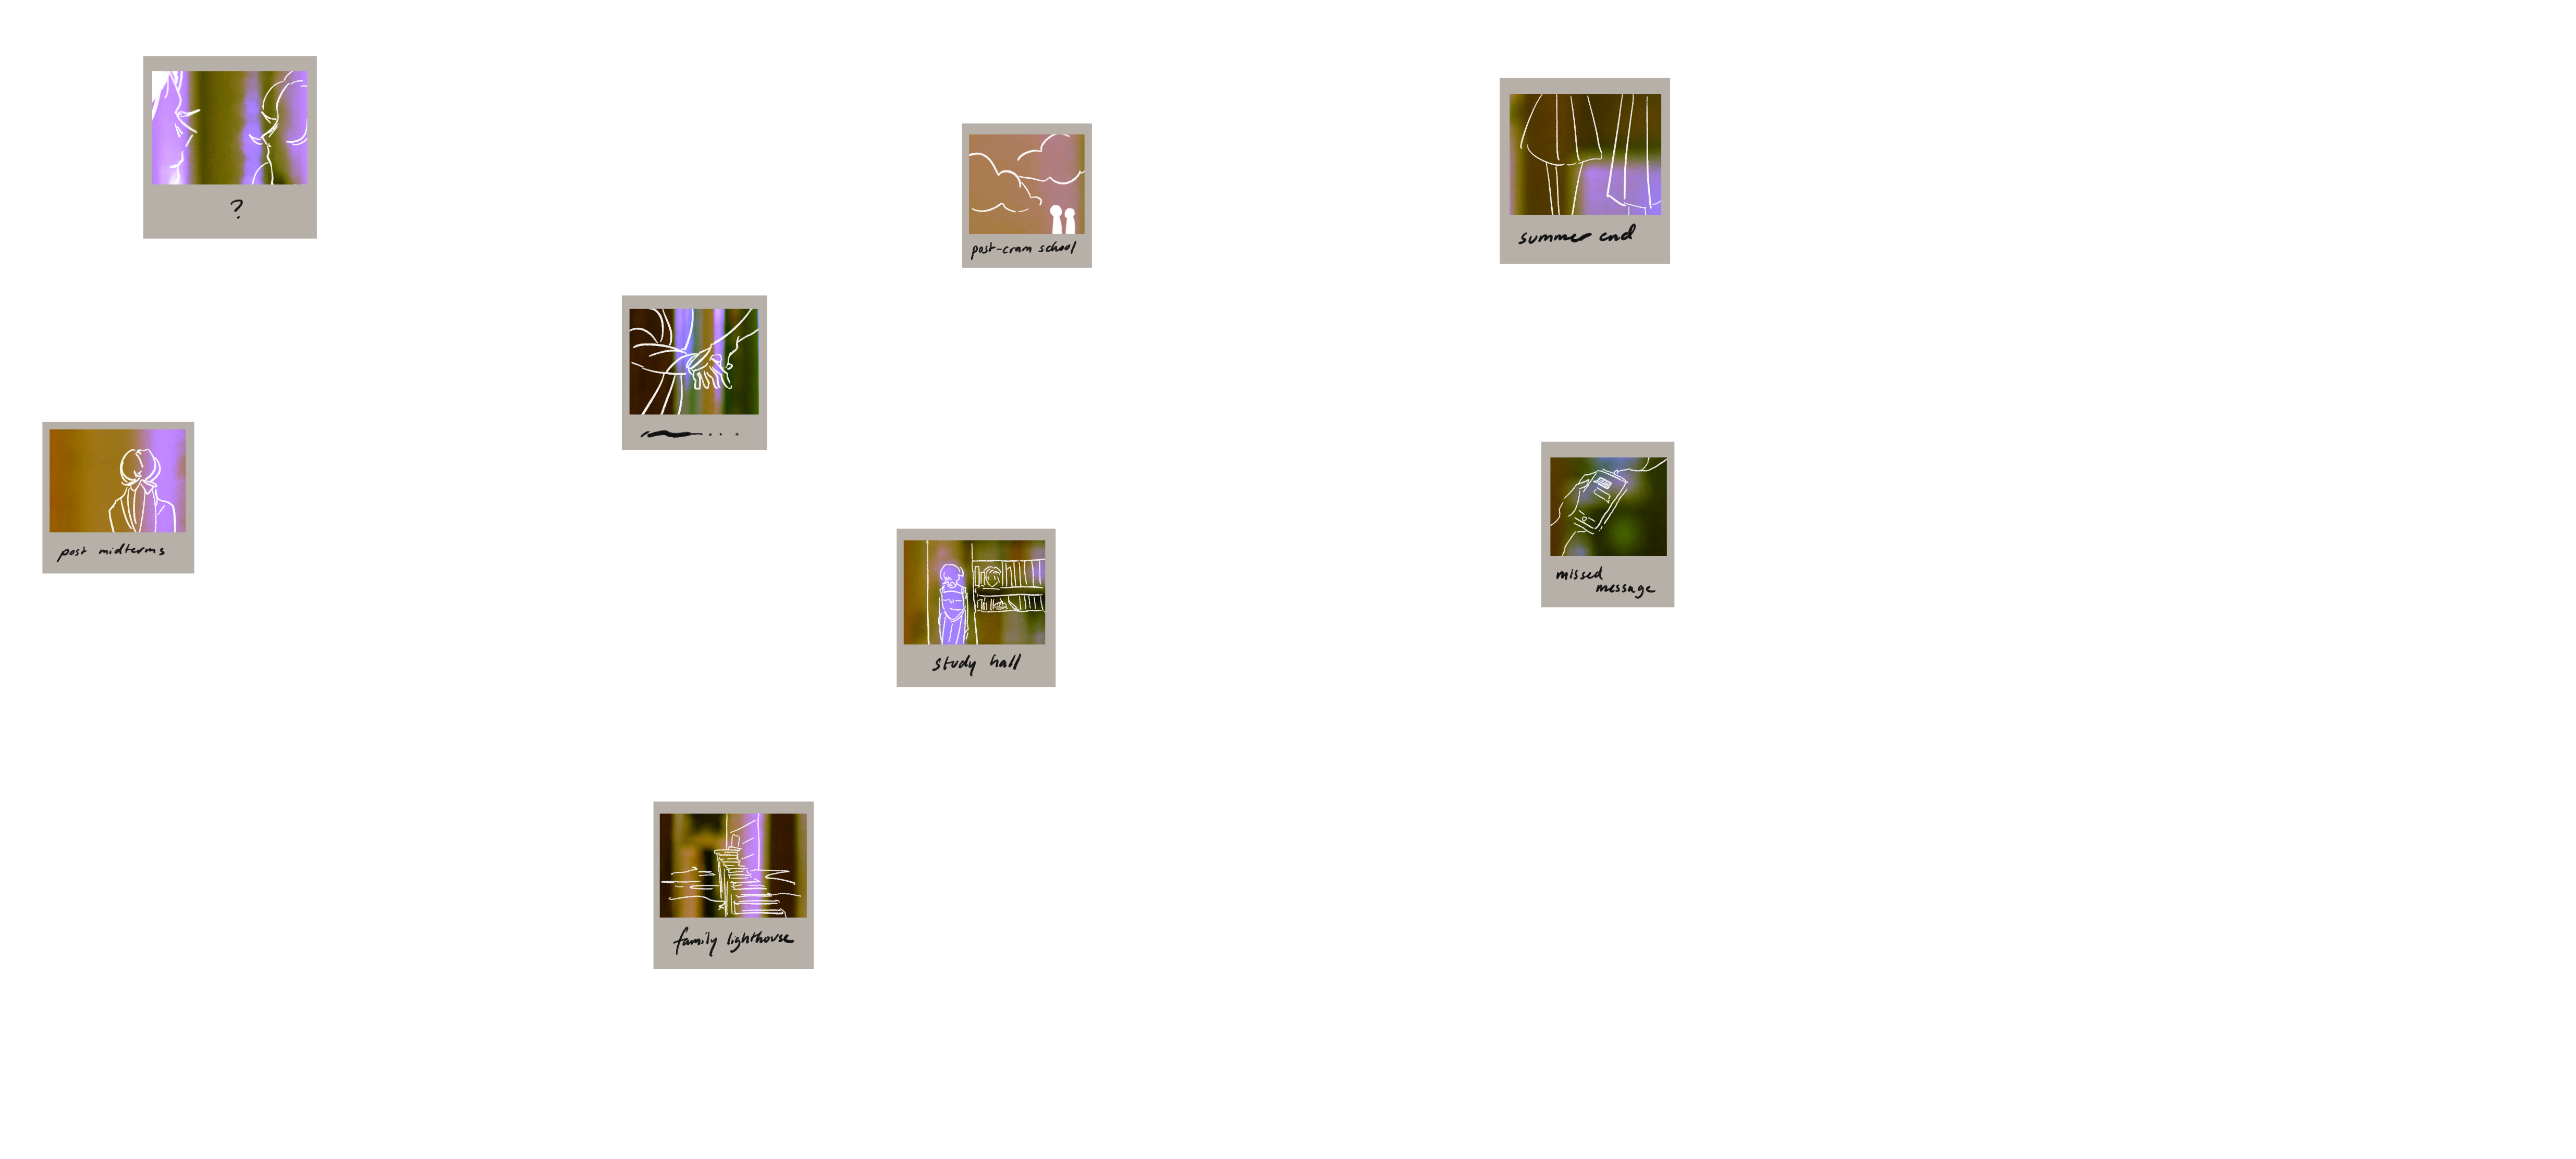 ?
post-cram school
summer end
post midterms
study hall
missed
message
family lighthouse